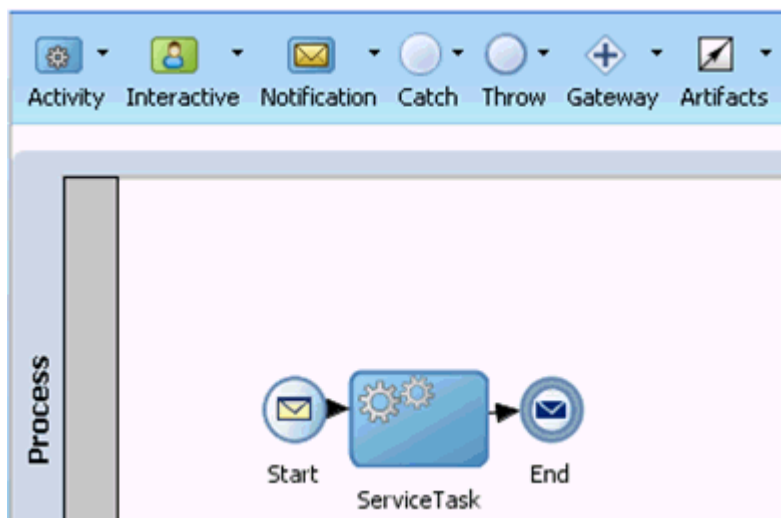 Activity Interactive Notification Catch Throw Gateway Artifacts
Process
Start
End
ServiceTask